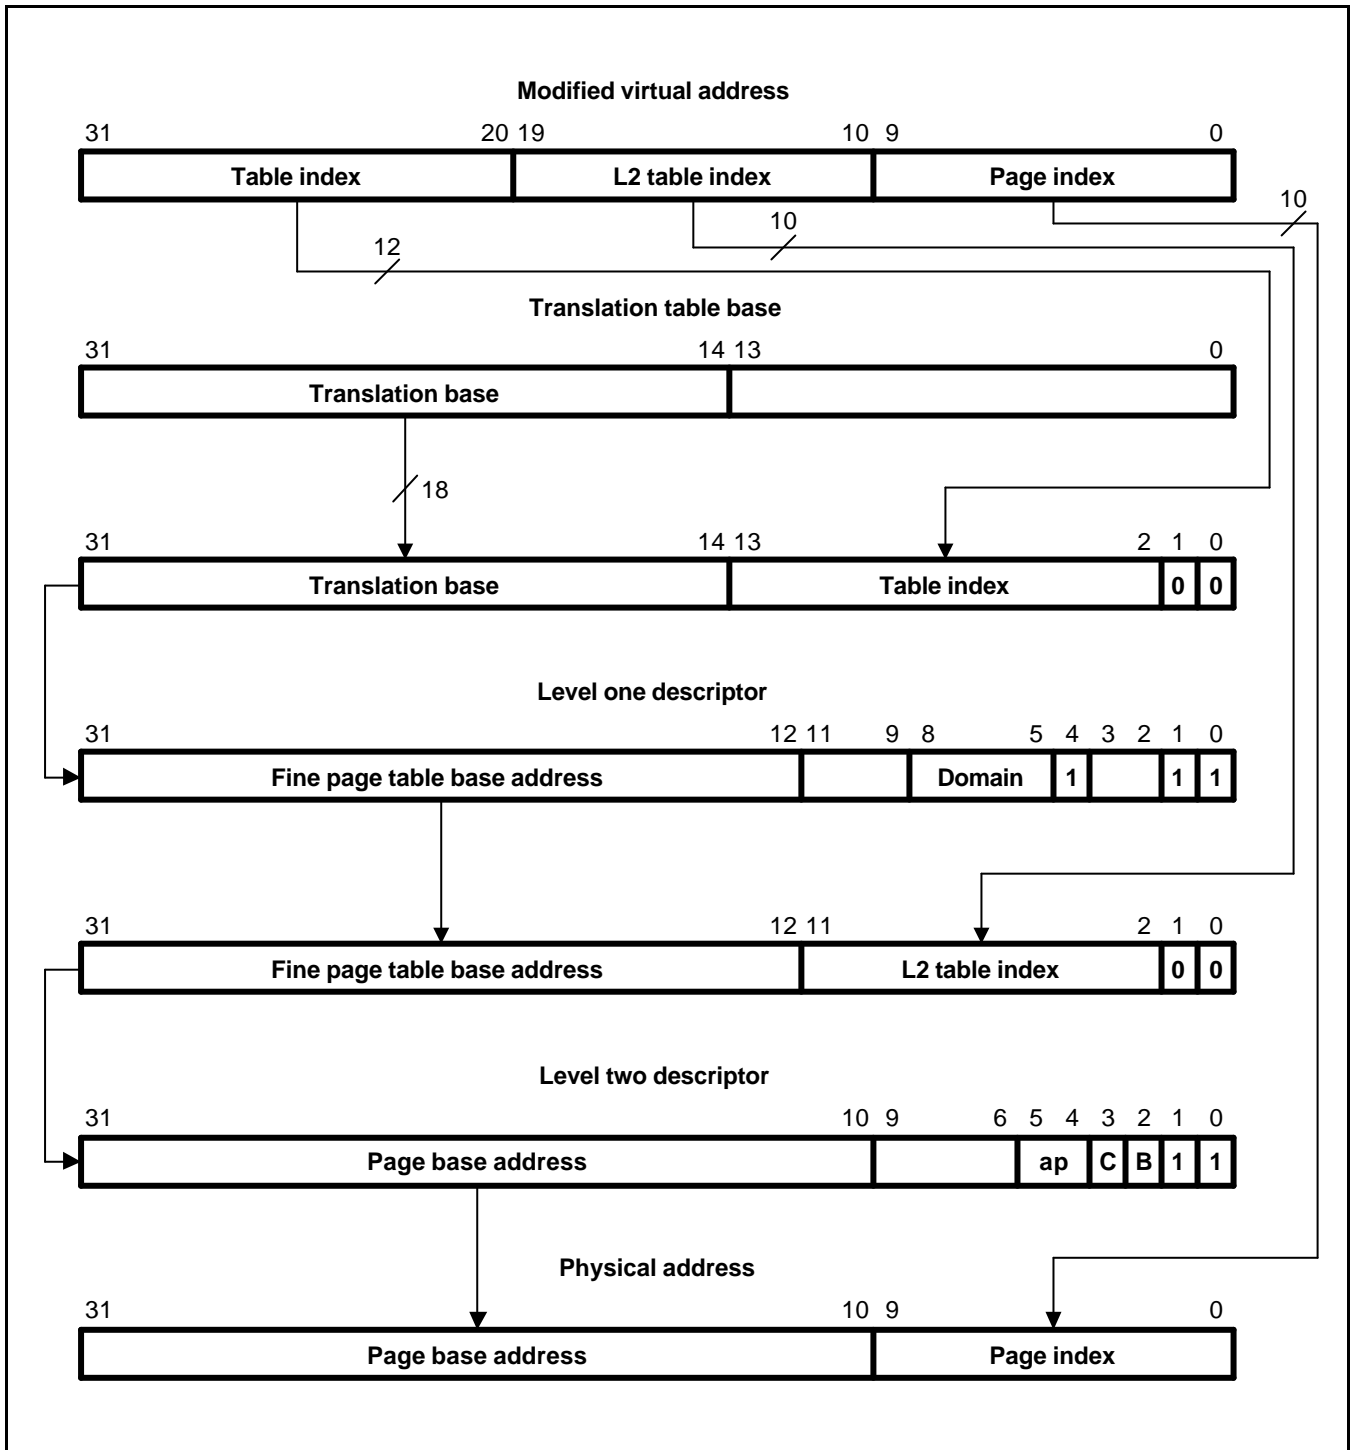 Modified virtual address
31 20 19 10 9 0
Table index L2 table index Page index
10
10
12
Translation table base
31 14 13 0
Translation base
18
31 14 13 2 1 0
Translation base Table index 0 0
Level one descriptor
31 12 11 9 8 5 4 3 2 1 0
Fine page table base address Domain 1 1 1
31 12 11 2 1 0
Fine page table base address L2 table index 0 0
Level two descriptor
31 10 9 6 5 4 3 2 1 0
Page base address ap C B 1 1
Physical address
31 10 9 0
Page base address Page index